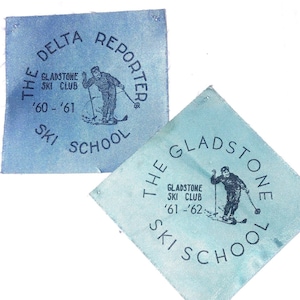 THE DELTA REPORTER
GLADSTONE
SKI CLUB
'60 - '61
SKI SCHOOL
THE GLADSTONE
GLADSTONE
SKI CLUB
'61 - '62
SKI SCHOOL